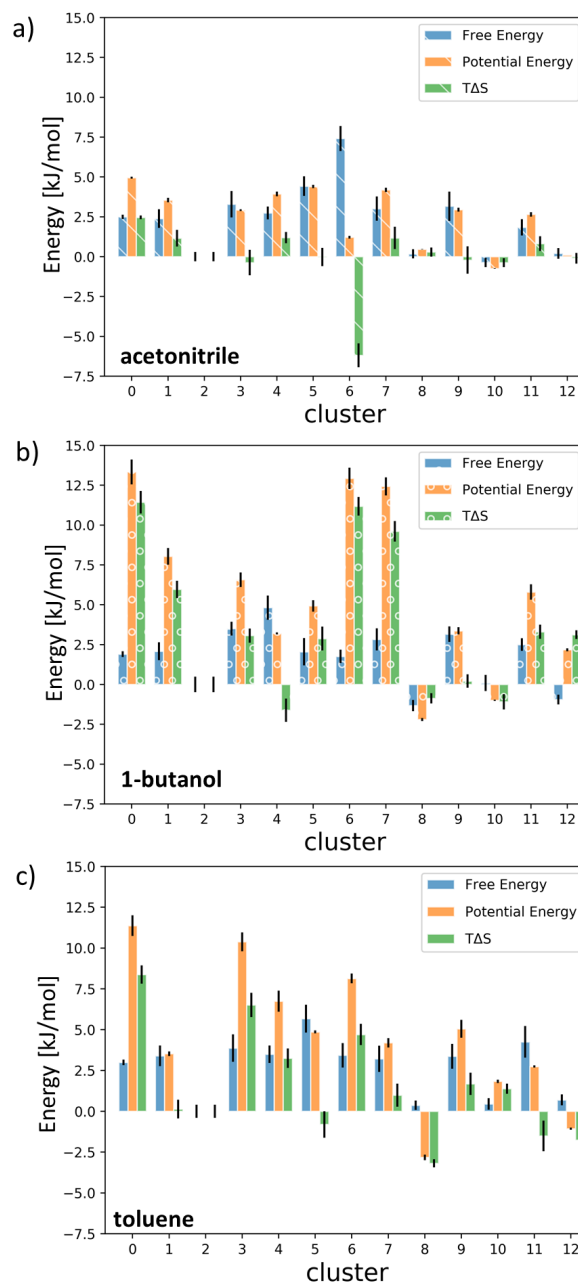 a)
15.0
12.5
10.0
7.5
5.0
2.5
0.0
−2.5
−5.0
−7.5
Energy [kJ/mol]
Free Energy
Potential Energy
TΔS
acetonitrile
0 1 2 3 4 5 6 7 8 9 10 11 12
cluster
b)
15.0
12.5
10.0
7.5
5.0
2.5
0.0
−2.5
−5.0
−7.5
Energy [kJ/mol]
Free Energy
Potential Energy
TΔS
1-butanol
0 1 2 3 4 5 6 7 8 9 10 11 12
cluster
c)
15.0
12.5
10.0
7.5
5.0
2.5
0.0
−2.5
−5.0
−7.5
Energy [kJ/mol]
Free Energy
Potential Energy
TΔS
toluene
0 1 2 3 4 5 6 7 8 9 10 11 12
cluster